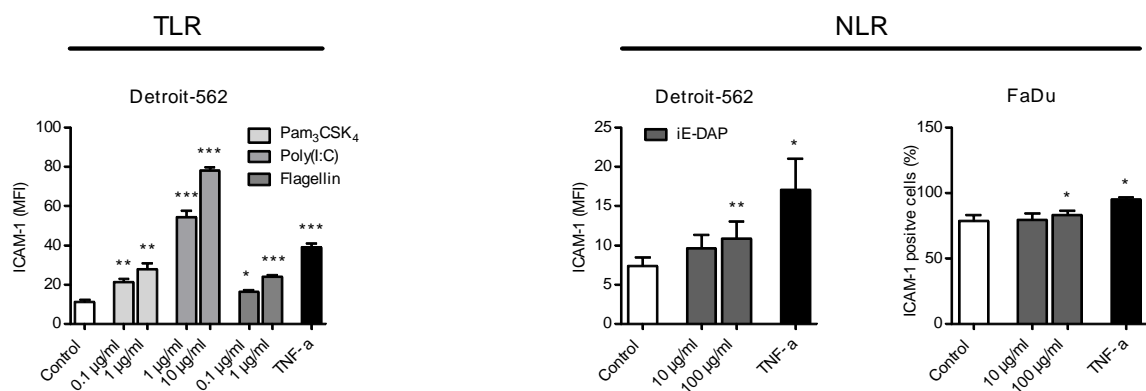 TLR
NLR
Detroit-562
Detroit-562
FaDu
ICAM-1 (MFI)
100
80
60
40
20
0
Pam3CSK4
Poly(I:C)
Flagellin
**
**
***
***
*
***
***
Control
0.1 µg/ml
1 µg/ml
1 µg/ml
10 µg/ml
0.1 µg/ml
1 µg/ml
TNF-a
ICAM-1 (MFI)
25
20
15
10
5
0
iE-DAP
**
*
Control
10 µg/ml
100 µg/ml
TNF-a
ICAM-1 positve cells (%)
150
100
50
0
*
*
Control
10 µg/ml
100 µg/ml
TNF-a